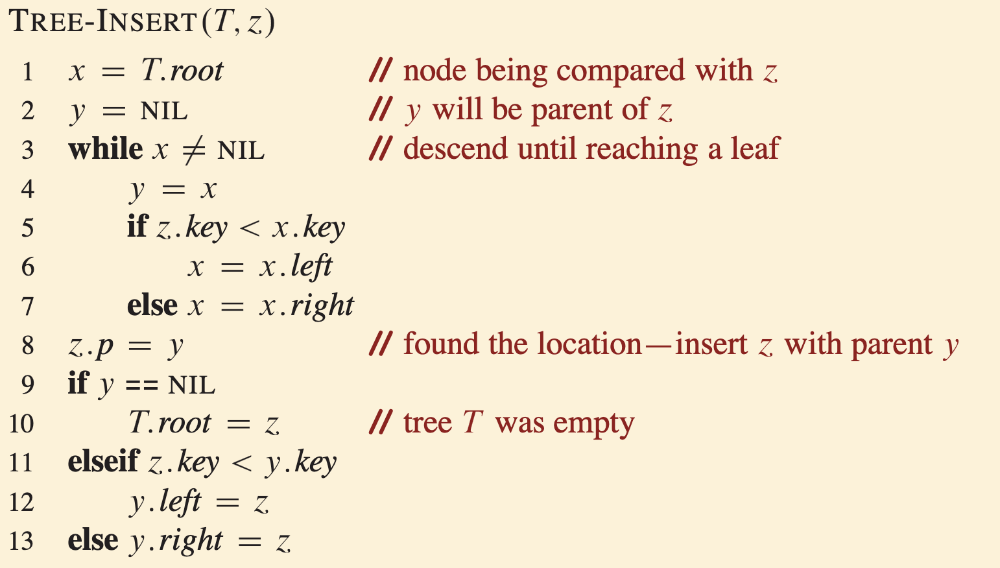 TREE-INSERT(T, z)
1 x = T.root // node being compared with z
2 y = NIL // y will be parent of z
3 while x ≠ NIL // descend until reaching a leaf
4 y = x
5 if z.key < x.key
6 x = x.left
7 else x = x.right
8 z.p = y // found the location—insert z with parent y
9 if y == NIL
10 T.root = z // tree T was empty
11 elseif z.key < y.key
12 y.left = z
13 else y.right = z